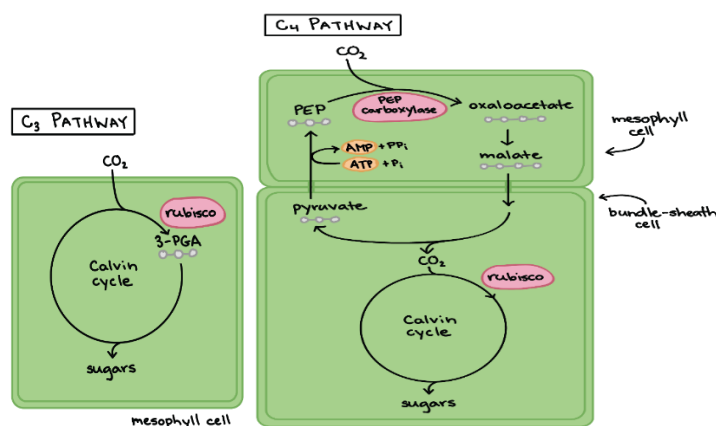 C3 PATHWAY
CO2
rubisco
3-PGA
Calvin
cycle
sugars
mesophyll cell
C4 PATHWAY
CO2
PEP
PEP
carboxylase
oxaloacetate
AMP + PPi
ATP + Pi
malate
mesophyll
cell
pyruvate
bundle-sheath
cell
CO2
rubisco
Calvin
cycle
sugars